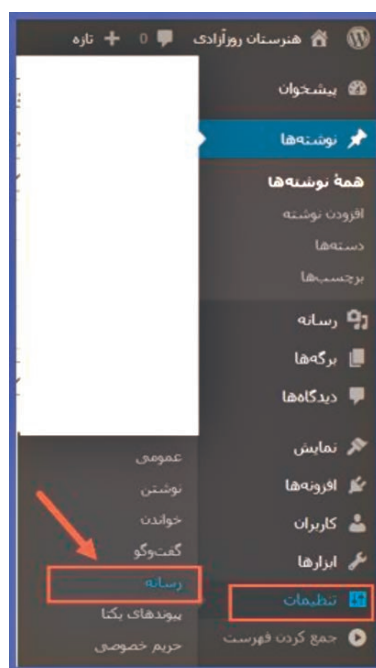 هنرستان روزآزادی 0 + تازه
پیشخوان
نوشته‌ها
همهٔ نوشته‌ها
افزودن نوشته
دسته‌ها
برچسب‌ها
رسانه
برگه‌ها
دیدگاه‌ها
نمایش
افزونه‌ها
کاربران
ابزارها
تنظیمات
جمع کردن فهرست
عمومی
نوشتن
خواندن
گفت‌وگو
رسانه
پیوندهای یکتا
حریم خصوصی